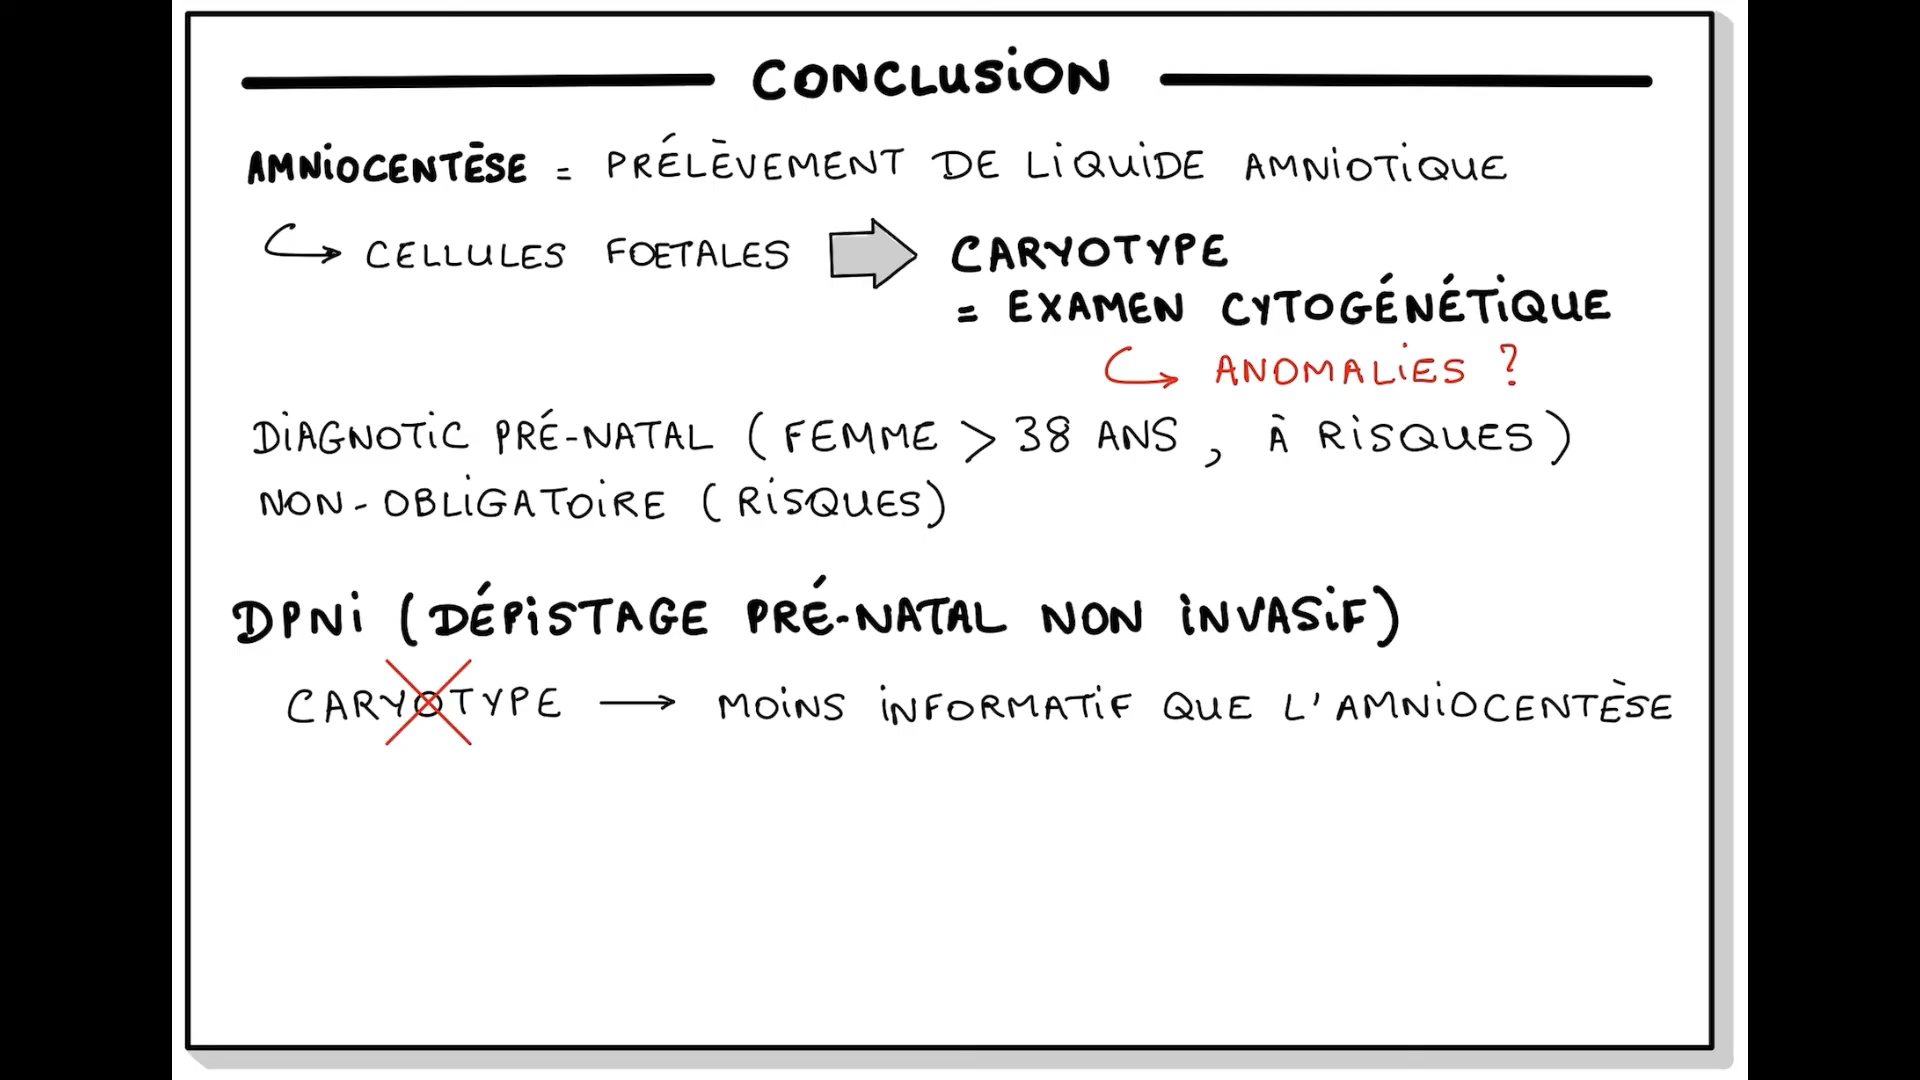 CONCLUSION
AMNIOCENTÈSE = PRÉLÈVEMENT DE LIQUIDE AMNIOTIQUE
CELLULES FOETALES CARYOTYPE
= EXAMEN CYTOGÉNÉTIQUE
ANOMALIES ?
DIAGNOTIC PRÉ-NATAL (FEMME > 38 ANS, À RISQUES)
NON-OBLIGATOIRE (RISQUES)
DPNI (DÉPISTAGE PRÉ-NATAL NON INVASIF)
CARYOTYPE → MOINS INFORMATIF QUE L'AMNIOCENTÈSE